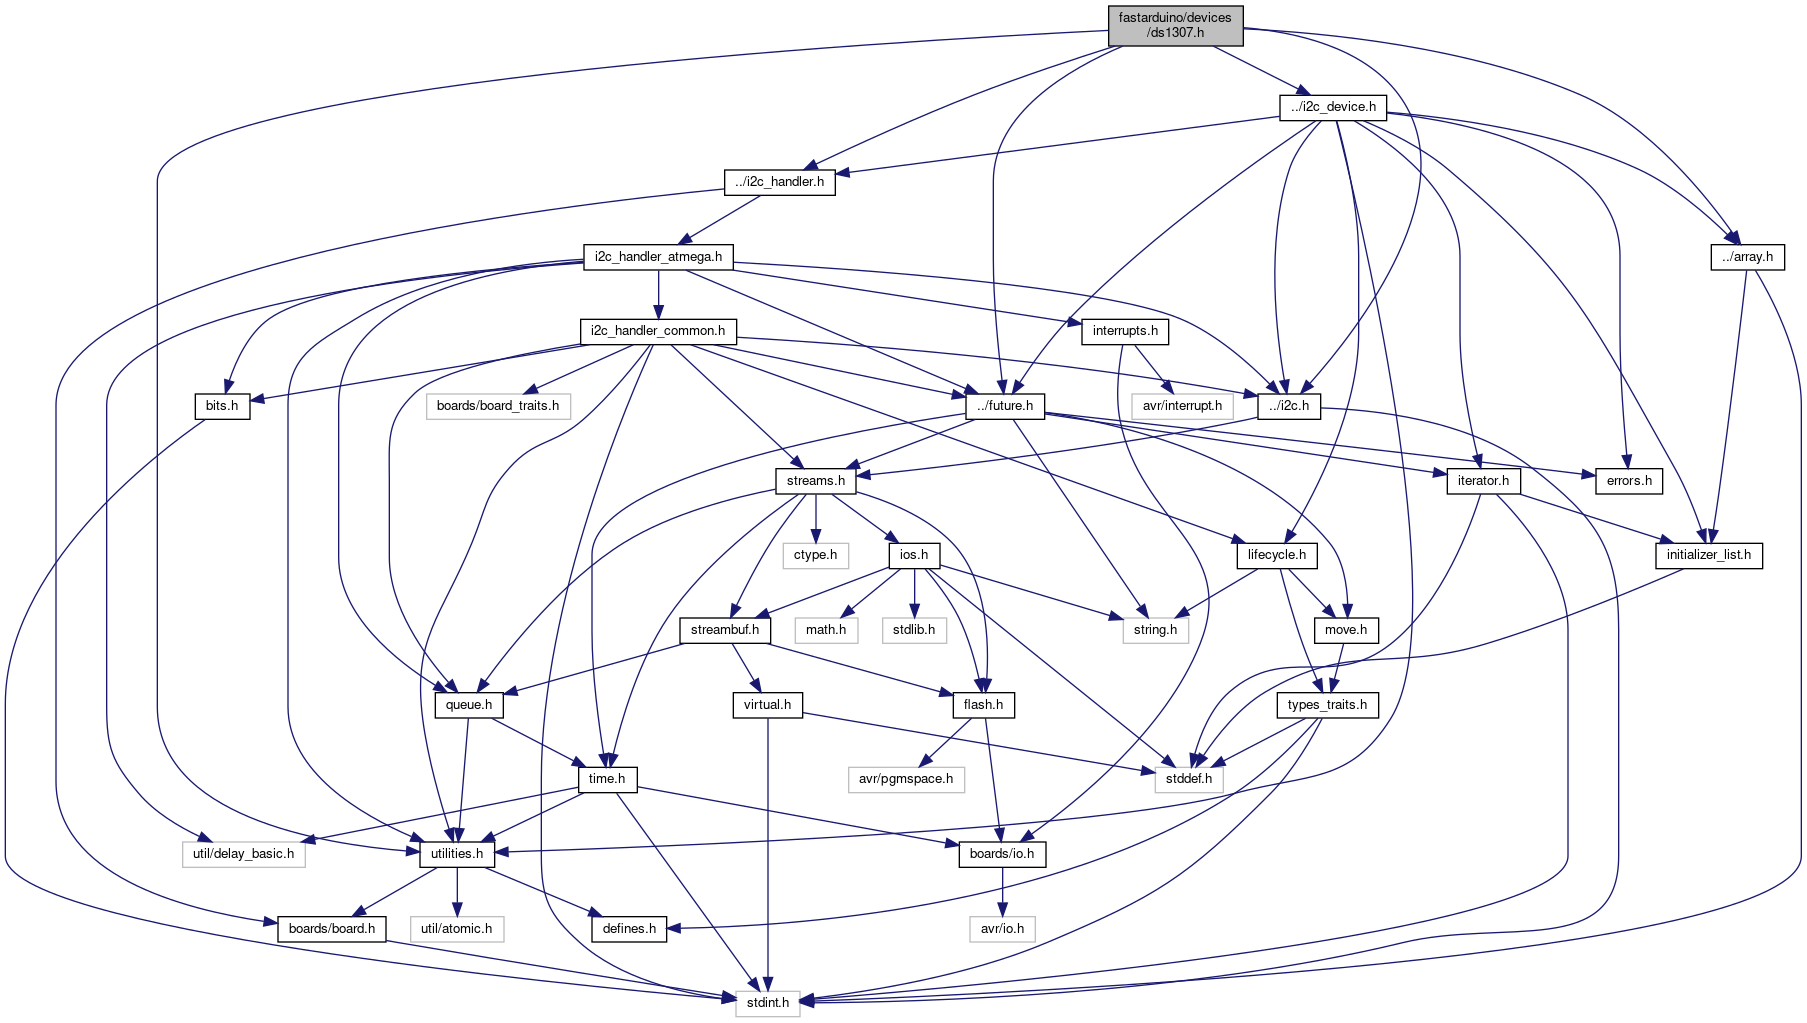 fastarduino/devices
/ds1307.h
../i2c_device.h
../i2c_handler.h
i2c_handler_atmega.h
../array.h
i2c_handler_common.h
interrupts.h
bits.h
boards/board_traits.h
../future.h
avr/interrupt.h
../i2c.h
streams.h
iterator.h
errors.h
ctype.h
ios.h
lifecycle.h
initializer_list.h
streambuf.h
math.h
stdlib.h
string.h
move.h
queue.h
virtual.h
flash.h
types_traits.h
time.h
avr/pgmspace.h
stddef.h
util/delay_basic.h
utilities.h
boards/io.h
boards/board.h
util/atomic.h
defines.h
avr/io.h
stdint.h